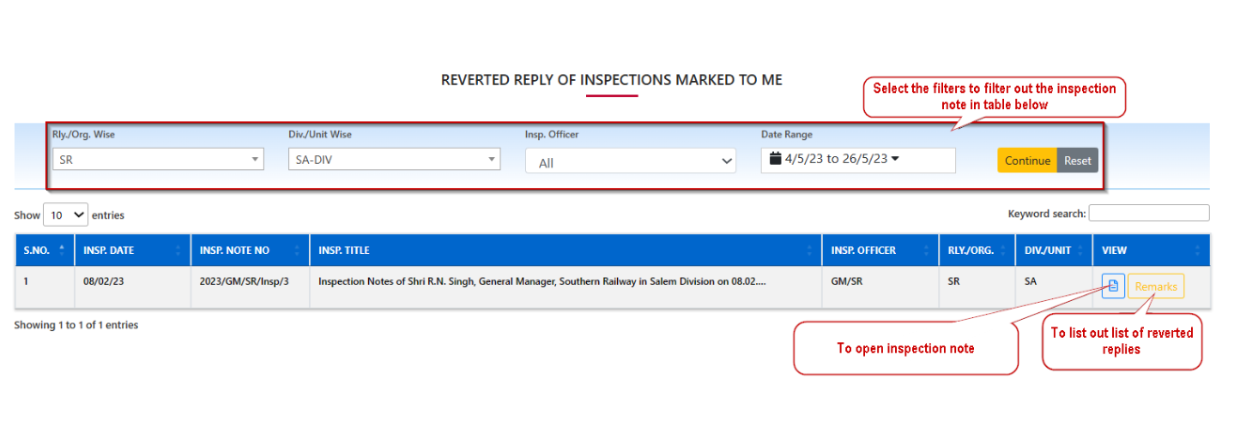 REVERTED REPLY OF INSPECTIONS MARKED TO ME
Select the filters to filter out the inspection
note in table below
Rly./Org. Wise Div./Unit Wise Insp. Officer Date Range
SR SA-DIV All 4/5/23 to 26/5/23 Continue Reset
Show 10 entries Keyword search:
S.NO. INSP. DATE INSP. NOTE NO INSP. TITLE INSP. OFFICER RLY./ORG. DIV./UNIT VIEW
1 08/02/23 2023/GM/SR/Insp/3 Inspection Notes of Shri R.N. Singh, General Manager, Southern Railway in Salem Division on 08.02.... GM/SR SR SA Remarks
Showing 1 to 1 of 1 entries
To open inspection note
To list out list of reverted
replies